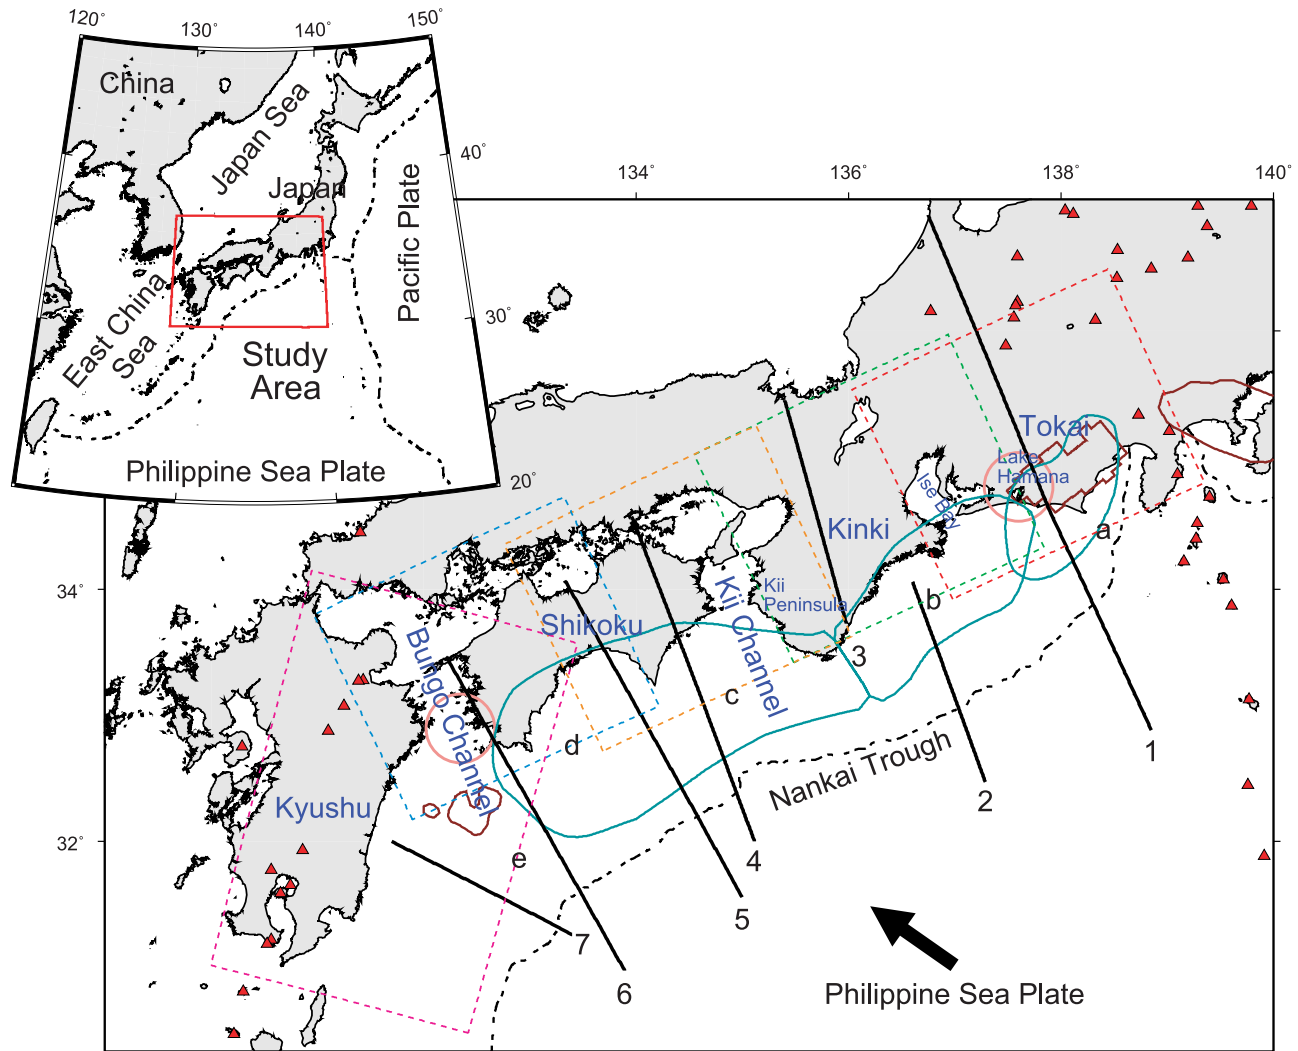 120°
130°
140°
150°
China
Japan Sea
Japan
40°
Pacific Plate
30°
East China
Sea
Study
Area
Philippine Sea Plate
20°
134°
136°
138°
140°
Tokai
Lake
Hamana
Ise Bay
a
Kinki
Kii
Peninsula
b
34°
Shikoku
Kii Channel
3
Bungo Channel
c
d
1
Nankai Trough
2
Kyushu
32°
e
4
5
7
6
Philippine Sea Plate